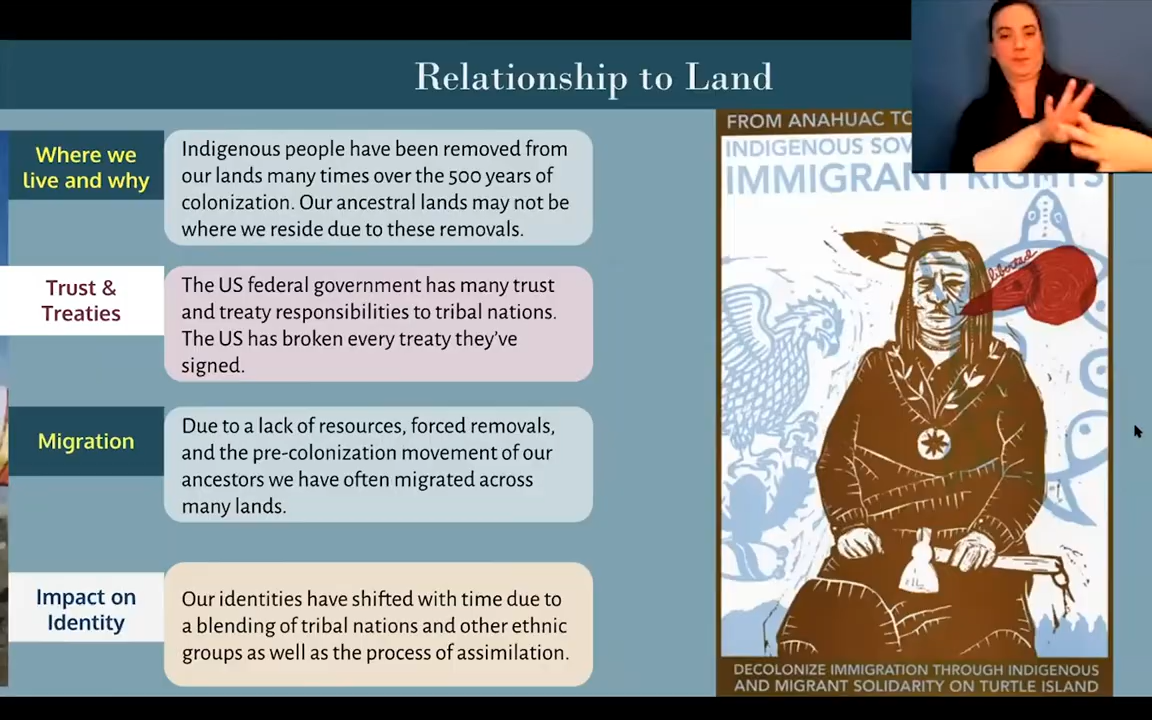 Relationship to Land
Where we
live and why
Indigenous people have been removed from
our lands many times over the 500 years of
colonization. Our ancestral lands may not be
where we reside due to these removals.
Trust &
Treaties
The US federal government has many trust
and treaty responsibilities to tribal nations.
The US has broken every treaty they've
signed.
Migration
Due to a lack of resources, forced removals,
and the pre-colonization movement of our
ancestors we have often migrated across
many lands.
Impact on
Identity
Our identities have shifted with time due to
a blending of tribal nations and other ethnic
groups as well as the process of assimilation.
FROM ANAHUAC TO
INDIGENOUS SOV
IMMIGRANT RIGHTS
libertad
DECOLONIZE IMMIGRATION THROUGH INDIGENOUS
AND MIGRANT SOLIDARITY ON TURTLE ISLAND